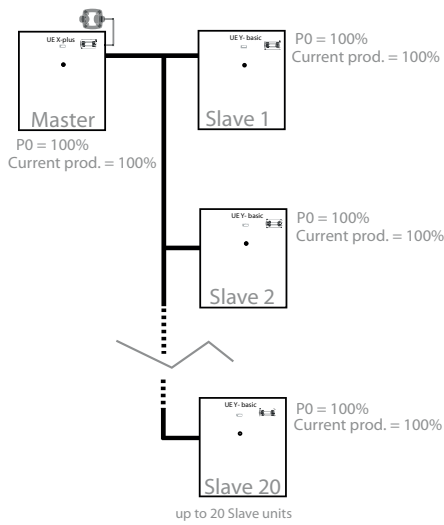 UE X-plus
Master
P0 = 100%
Current prod. = 100%
UE Y- basic
Slave 1
P0 = 100%
Current prod. = 100%
UE Y- basic
Slave 2
P0 = 100%
Current prod. = 100%
UE Y- basic
Slave 20
P0 = 100%
Current prod. = 100%
up to 20 Slave units